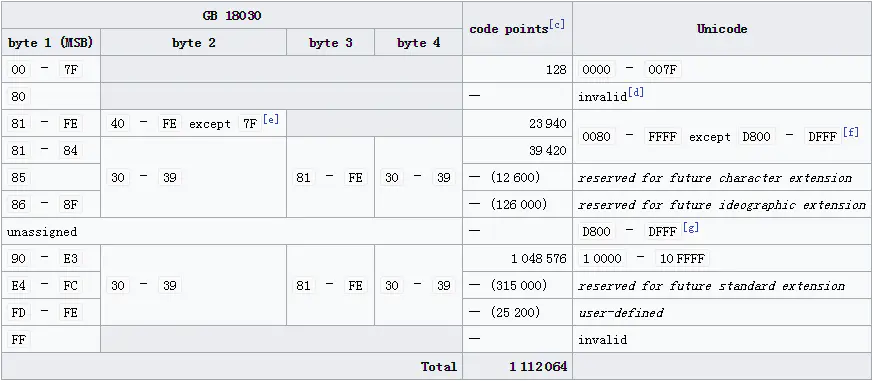 GB 18030 code points[c] Unicode
byte 1 (MSB) byte 2 byte 3 byte 4
00 – 7F 128 0000 – 007F
80 — invalid[d]
81 – FE 40 – FE except 7F[e] 23 940 0080 – FFFF except D800 – DFFF[f]
81 – 84 30 – 39 81 – FE 30 – 39 39 420
85 — (12 600) reserved for future character extension
86 – 8F — (126 000) reserved for future ideographic extension
unassigned — D800 – DFFF[g]
90 – E3 30 – 39 81 – FE 30 – 39 1 048 576 1 0000 – 10 FFFF
E4 – FC — (315 000) reserved for future standard extension
FD – FE — (25 200) user-defined
FF — invalid
Total 1 112 064